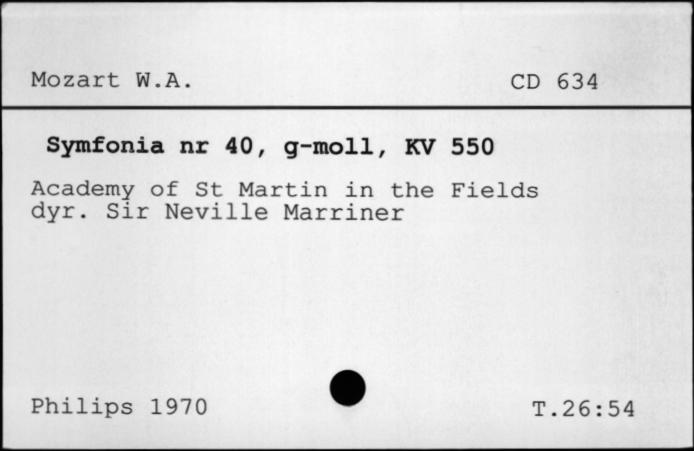 Mozart W.A. CD 634
Symfonia nr 40, g-moll, KV 550
Academy of St Martin in the Fields
dyr. Sir Neville Marriner
Philips 1970 T.26:54